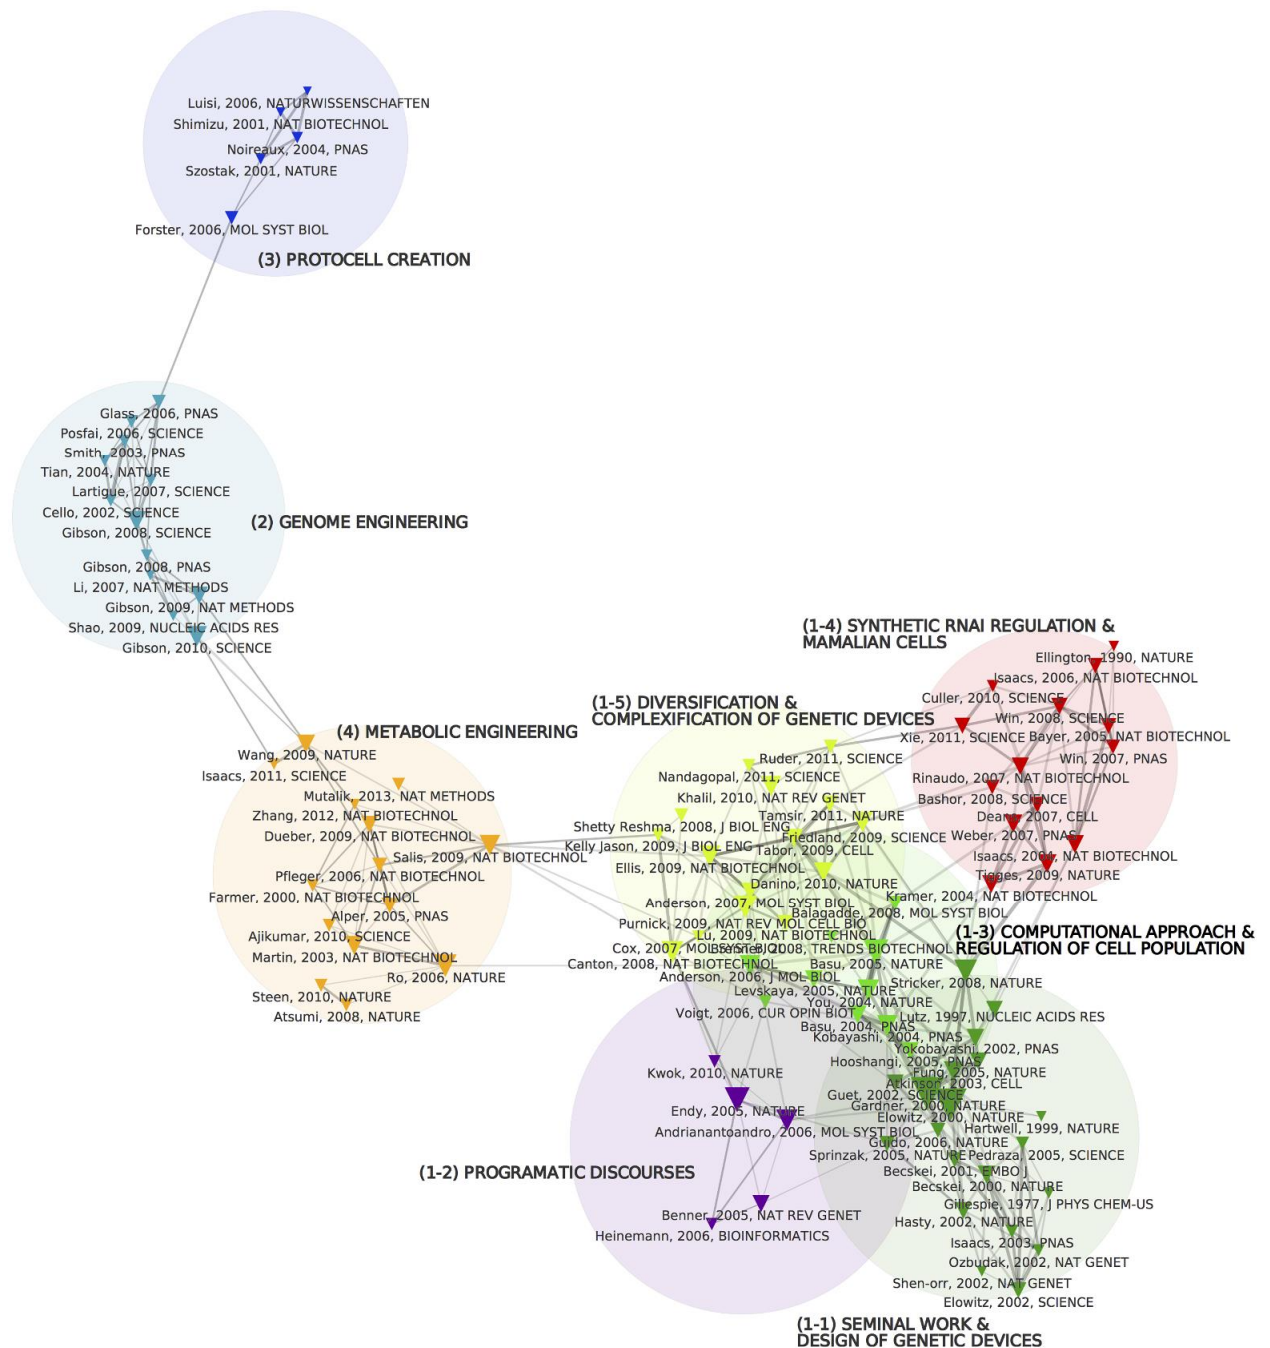 Luisi, 2006, NATURWISSENSCHAFTEN
Shimizu, 2001, NAT BIOTECHNOL
Noireaux, 2004, PNAS
Szostak, 2001, NATURE
Forster, 2006, MOL SYST BIOL
(3) PROTOCELL CREATION
Glass, 2006, PNAS
Posfai, 2006, SCIENCE
Smith, 2003, PNAS
Tian, 2004, NATURE
Lartigue, 2007, SCIENCE
Cello, 2002, SCIENCE
Gibson, 2008, SCIENCE
(2) GENOME ENGINEERING
Gibson, 2008, PNAS
Li, 2007, NAT METHODS
Gibson, 2009, NAT METHODS
Shao, 2009, NUCLEIC ACIDS RES
Gibson, 2010, SCIENCE
(4) METABOLIC ENGINEERING
Wang, 2009, NATURE
Isaacs, 2011, SCIENCE
Mutalik, 2013, NAT METHODS
Zhang, 2012, NAT BIOTECHNOL
Dueber, 2009, NAT BIOTECHNOL
Salis, 2009, NAT BIOTECHNOL
Pfleger, 2006, NAT BIOTECHNOL
Farmer, 2000, NAT BIOTECHNOL
Alper, 2005, PNAS
Ajikumar, 2010, SCIENCE
Martin, 2003, NAT BIOTECHNOL
Ro, 2006, NATURE
Steen, 2010, NATURE
Atsumi, 2008, NATURE
(1-4) SYNTHETIC RNAI REGULATION &
MAMALIAN CELLS
Ellington, 1990, NATURE
Isaacs, 2006, NAT BIOTECHNOL
Culler, 2010, SCIENCE
Win, 2008, SCIENCE
Xie, 2011, SCIENCE
Bayer, 2005, NAT BIOTECHNOL
Win, 2007, PNAS
Rinaudo, 2007, NAT BIOTECHNOL
Bashor, 2008, SCIENCE
Deans, 2007, CELL
Weber, 2007, PNAS
Isaacs, 2004, NAT BIOTECHNOL
Tigges, 2009, NATURE
Kramer, 2004, NAT BIOTECHNOL
(1-5) DIVERSIFICATION &
COMPLEXIFICATION OF GENETIC DEVICES
Ruder, 2011, SCIENCE
Nandagopal, 2011, SCIENCE
Khalil, 2010, NAT REV GENET
Tamsir, 2011, NATURE
Shetty Reshma, 2008, J BIOL ENG
Friedland, 2009, SCIENCE
Kelly Jason, 2009, J BIOL ENG
Tabor, 2009, CELL
Ellis, 2009, NAT BIOTECHNOL
Danino, 2010, NATURE
Anderson, 2007, MOL SYST BIOL
Balagadde, 2008, MOL SYST BIOL
Purnick, 2009, NAT REV MOL CELL BIO
Lu, 2009, NAT BIOTECHNOL
Cox, 2007, MOL SYST BIOL
Brenner, 2008, TRENDS BIOTECHNOL
Canton, 2008, NAT BIOTECHNOL
(1-3) COMPUTATIONAL APPROACH &
REGULATION OF CELL POPULATION
Basu, 2005, NATURE
Anderson, 2006, J MOL BIOL
Stricker, 2008, NATURE
Levskaya, 2005, NATURE
You, 2004, NATURE
Voigt, 2006, CUR OPIN BIOT
Lutz, 1997, NUCLEIC ACIDS RES
Basu, 2004, PNAS
Kobayashi, 2004, PNAS
Yokobayashi, 2002, PNAS
Hooshangi, 2005, PNAS
Fung, 2005, NATURE
Atkinson, 2003, CELL
Guet, 2002, SCIENCE
Gardner, 2000, NATURE
Elowitz, 2000, NATURE
Hartwell, 1999, NATURE
Guido, 2006, NATURE
Sprinzak, 2005, NATURE
Pedraza, 2005, SCIENCE
Becskei, 2001, EMBO J
Becskei, 2000, NATURE
Gillespie, 1977, J PHYS CHEM-US
Hasty, 2002, NATURE
Isaacs, 2003, PNAS
Ozbudak, 2002, NAT GENET
Shen-orr, 2002, NAT GENET
Elowitz, 2002, SCIENCE
Kwok, 2010, NATURE
Endy, 2005, NATURE
Andrianantoandro, 2006, MOL SYST BIOL
(1-2) PROGRAMATIC DISCOURSES
Benner, 2005, NAT REV GENET
Heinemann, 2006, BIOINFORMATICS
(1-1) SEMINAL WORK &
DESIGN OF GENETIC DEVICES